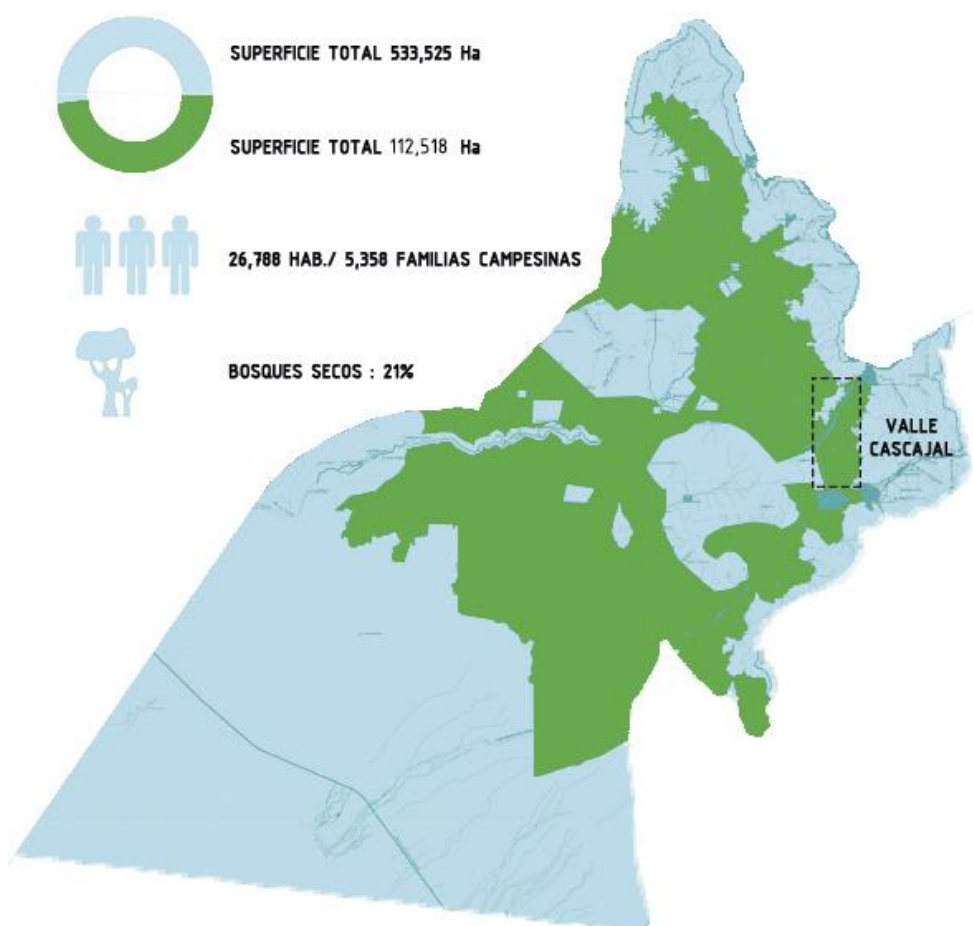 SUPERFICIE TOTAL 533,525 Ha
SUPERFICIE TOTAL 112,518 Ha
26,788 HAB./ 5,358 FAMILIAS CAMPESINAS
BOSQUES SECOS : 21%
VALLE
CASCAJAL